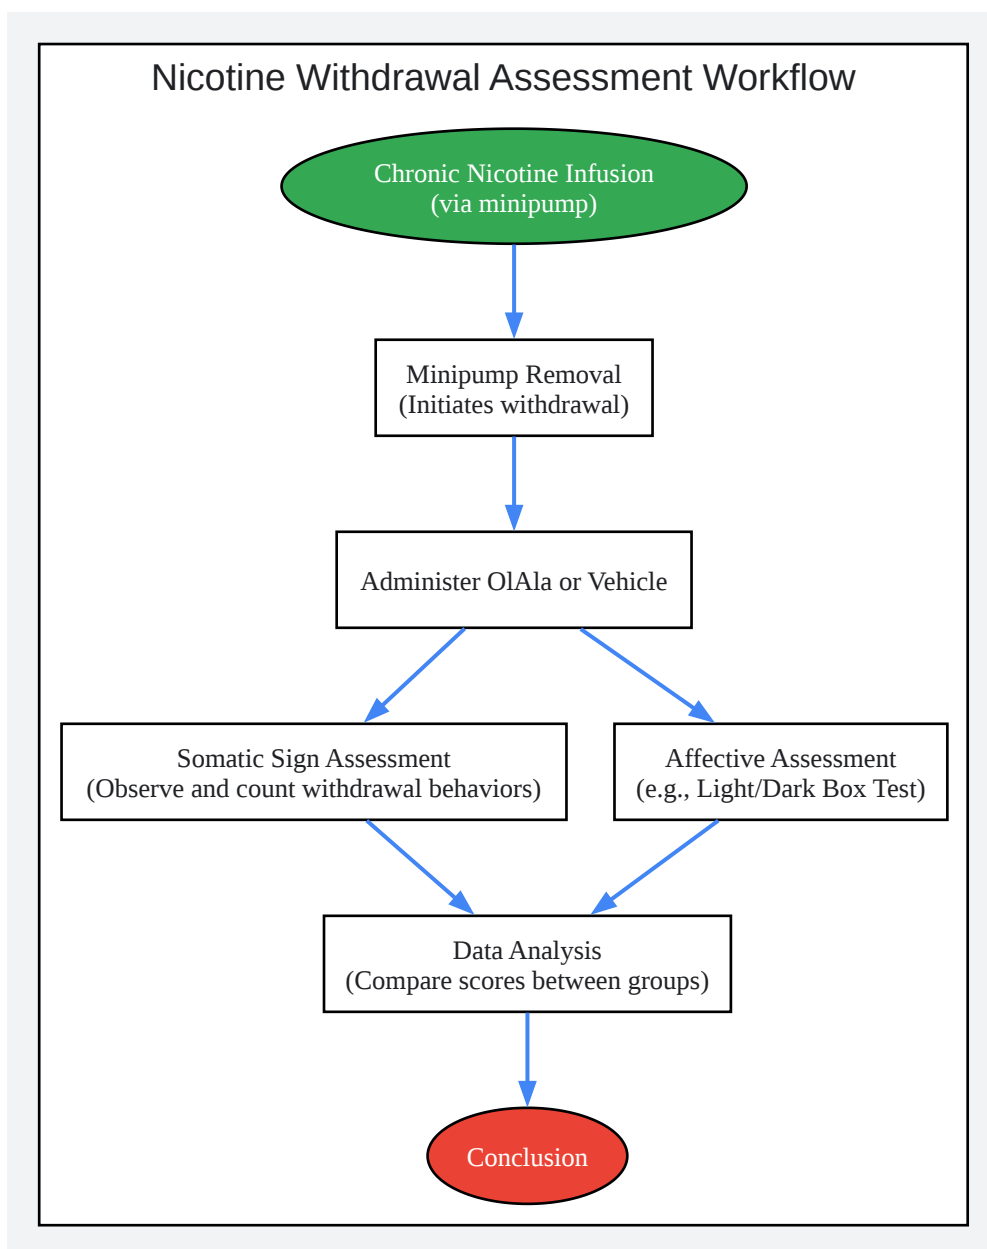 Nicotine Withdrawal Assessment Workflow
Chronic Nicotine Infusion
(via minipump)
Minipump Removal
(Initiates withdrawal)
Administer OlAla or Vehicle
Somatic Sign Assessment
(Observe and count withdrawal behaviors)
Affective Assessment
(e.g., Light/Dark Box Test)
Data Analysis
(Compare scores between groups)
Conclusion